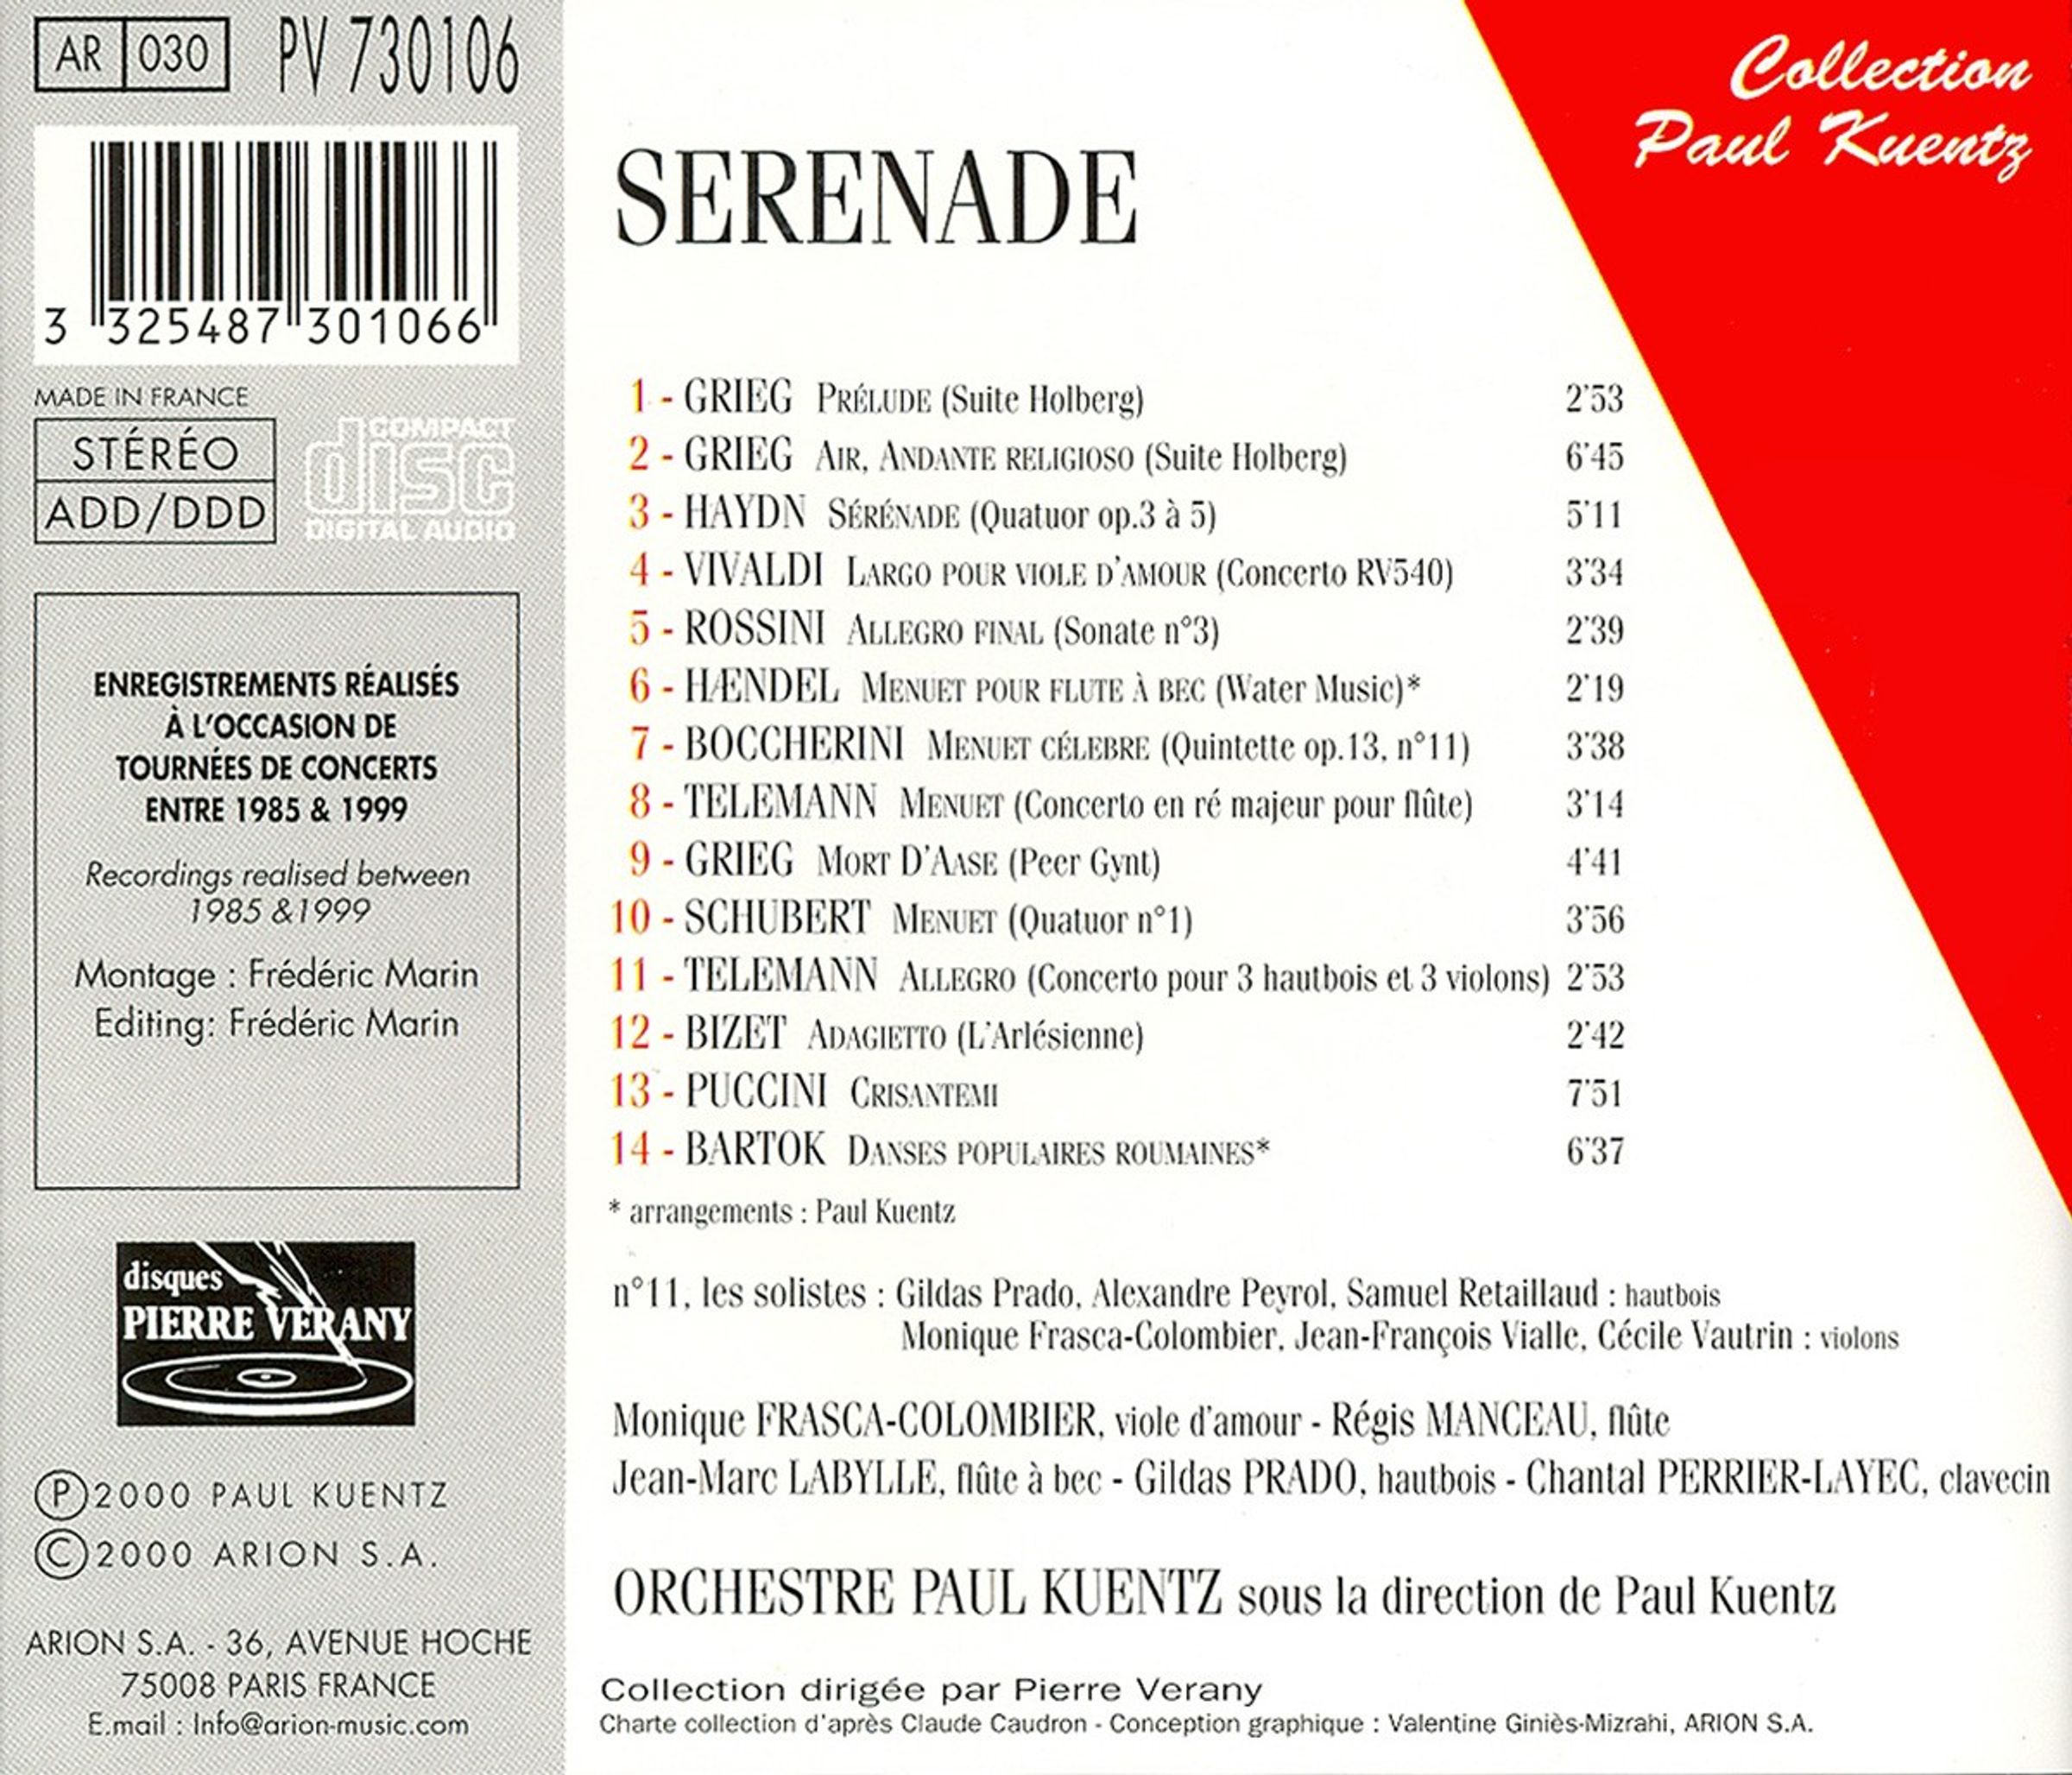 AR 030 PV 730106
3 325487 301066
MADE IN FRANCE
STÉRÉO
ADD/DDD
COMPACT
disc
DIGITAL AUDIO
ENREGISTREMENTS RÉALISÉS
À L'OCCASION DE
TOURNÉES DE CONCERTS
ENTRE 1985 & 1999
Recordings realised between
1985 &1999
Montage : Frédéric Marin
Editing: Frédéric Marin
disques
PIERRE VERANY
Ⓟ2000 PAUL KUENTZ
©2000 ARION S.A.
ARION S.A. - 36, AVENUE HOCHE
75008 PARIS FRANCE
E.mail : Info@arion-music.com
Collection
Paul Kuentz
SERENADE
1 - GRIEG PRÉLUDE (Suite Holberg) 2'53
2 - GRIEG AIR, ANDANTE RELIGIOSO (Suite Holberg) 6'45
3 - HAYDN SÉRÉNADE (Quatuor op.3 à 5) 5'11
4 - VIVALDI LARGO POUR VIOLE D'AMOUR (Concerto RV540) 3'34
5 - ROSSINI ALLEGRO FINAL (Sonate n°3) 2'39
6 - HÆNDEL MENUET POUR FLUTE À BEC (Water Music)* 2'19
7 - BOCCHERINI MENUET CÉLEBRE (Quintette op.13, n°11) 3'38
8 - TELEMANN MENUET (Concerto en ré majeur pour flûte) 3'14
9 - GRIEG MORT D'AASE (Peer Gynt) 4'41
10 - SCHUBERT MENUET (Quatuor n°1) 3'56
11 - TELEMANN ALLEGRO (Concerto pour 3 hautbois et 3 violons) 2'53
12 - BIZET ADAGIETTO (L'Arlésienne) 2'42
13 - PUCCINI CRISANTEMI 7'51
14 - BARTOK DANSES POPULAIRES ROUMAINES* 6'37
* arrangements : Paul Kuentz
n°11, les solistes : Gildas Prado, Alexandre Peyrol, Samuel Retaillaud : hautbois
Monique Frasca-Colombier, Jean-François Vialle, Cécile Vautrin : violons
Monique FRASCA-COLOMBIER, viole d'amour - Régis MANCEAU, flûte
Jean-Marc LABYLLE, flûte à bec - Gildas PRADO, hautbois - Chantal PERRIER-LAYEC, clavecin
ORCHESTRE PAUL KUENTZ sous la direction de Paul Kuentz
Collection dirigée par Pierre Verany
Charte collection d'après Claude Caudron - Conception graphique : Valentine Giniès-Mizrahi, ARION S.A.